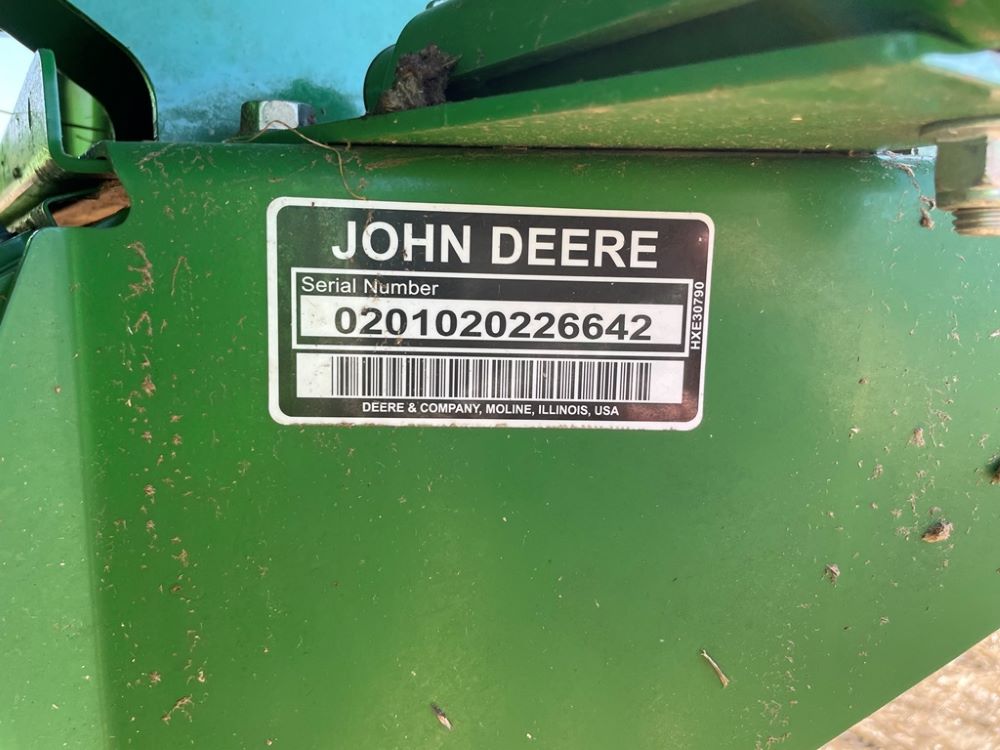 JOHN DEERE
Serial Number
0201020226642
HXE30790
DEERE & COMPANY, MOLINE, ILLINOIS, USA